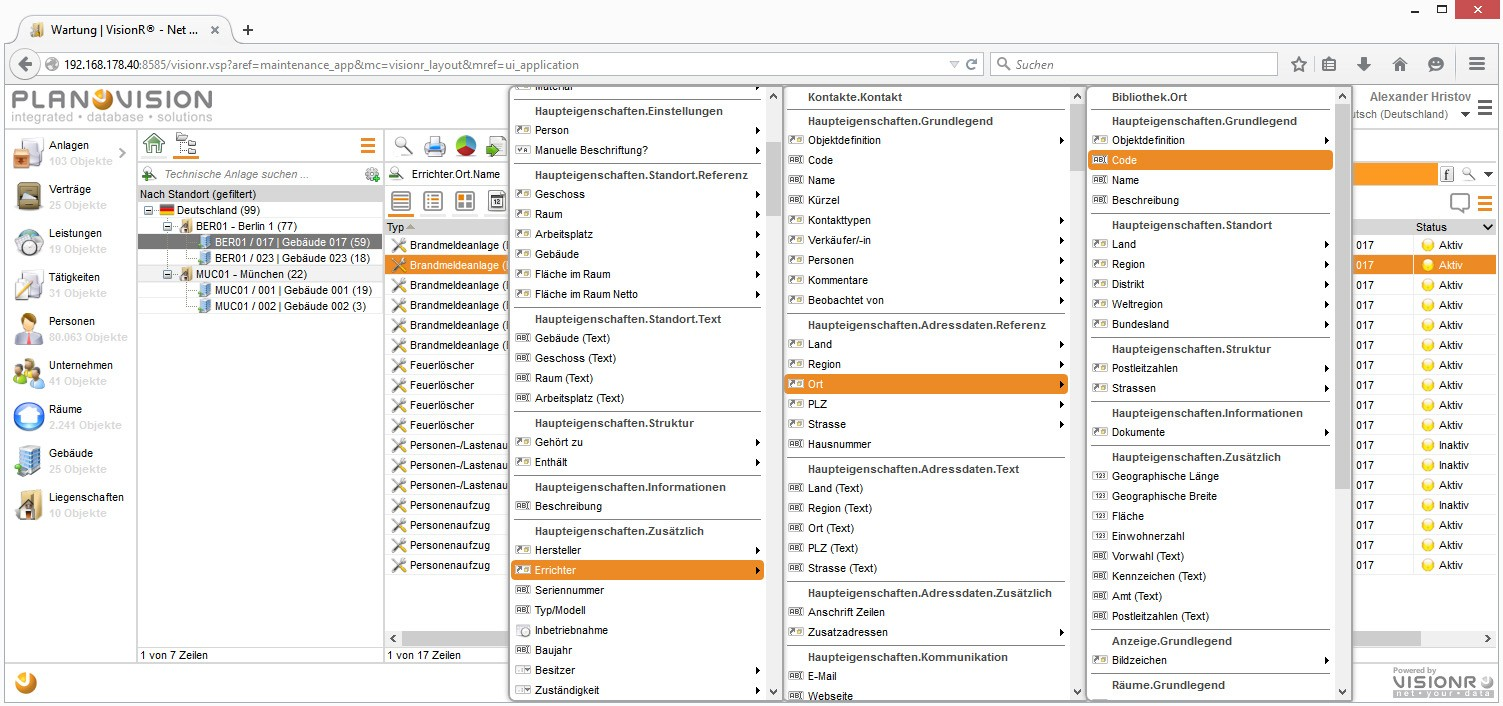 Wartung | VisionR® - Net ...
192.168.178.40:8585/visionr.vsp?aref=maintenance_app&mc=visionr_layout&mref=ui_application
Suchen
PLANOVISION
integrated • database • solutions
Alexander Hristov
utsch (Deutschland)
Anlagen
103 Objekte
Verträge
25 Objekte
Leistungen
19 Objekte
Tätigkeiten
31 Objekte
Personen
80.063 Objekte
Unternehmen
41 Objekte
Räume
2.241 Objekte
Gebäude
25 Objekte
Liegenschaften
10 Objekte
Technische Anlage suchen ...
Nach Standort (gefiltert)
Deutschland (99)
BER01 - Berlin 1 (77)
BER01 / 017 | Gebäude 017 (59)
BER01 / 023 | Gebäude 023 (18)
MUC01 - München (22)
MUC01 / 001 | Gebäude 001 (19)
MUC01 / 002 | Gebäude 002 (3)
1 von 7 Zeilen
Errichter.Ort.Name
12
Typ
Brandmeldeanlage (
Brandmeldeanlage (
Brandmeldeanlage (
Brandmeldeanlage (
Brandmeldeanlage (
Brandmeldeanlage (
Feuerlöscher
Feuerlöscher
Feuerlöscher
Feuerlöscher
Personen-/Lastenau
Personen-/Lastenau
Personen-/Lastenau
Personenaufzug
Personenaufzug
Personenaufzug
Personenaufzug
1 von 17 Zeilen
Material
Haupteigenschaften.Einstellungen
Person
Manuelle Beschriftung?
Haupteigenschaften.Standort.Referenz
Geschoss
Raum
Arbeitsplatz
Gebäude
Fläche im Raum
Fläche im Raum Netto
Haupteigenschaften.Standort.Text
Gebäude (Text)
Geschoss (Text)
Raum (Text)
Arbeitsplatz (Text)
Haupteigenschaften.Struktur
Gehört zu
Enthält
Haupteigenschaften.Informationen
Beschreibung
Haupteigenschaften.Zusätzlich
Hersteller
Errichter
Seriennummer
Typ/Modell
Inbetriebnahme
Baujahr
Besitzer
Zuständigkeit
Kontakte.Kontakt
Haupteigenschaften.Grundlegend
Objektdefinition
Code
Name
Kürzel
Kontakttypen
Verkäufer/-in
Personen
Kommentare
Beobachtet von
Haupteigenschaften.Adressdaten.Referenz
Land
Region
Ort
PLZ
Strasse
Hausnummer
Haupteigenschaften.Adressdaten.Text
Land (Text)
Region (Text)
Ort (Text)
PLZ (Text)
Strasse (Text)
Haupteigenschaften.Adressdaten.Zusätzlich
Anschrift Zeilen
Zusatzadressen
Haupteigenschaften.Kommunikation
E-Mail
Webseite
Bibliothek.Ort
Haupteigenschaften.Grundlegend
Objektdefinition
Code
Name
Beschreibung
Haupteigenschaften.Standort
Land
Region
Distrikt
Weltregion
Bundesland
Haupteigenschaften.Struktur
Postleitzahlen
Strassen
Haupteigenschaften.Informationen
Dokumente
Haupteigenschaften.Zusätzlich
Geographische Länge
Geographische Breite
Fläche
Einwohnerzahl
Vorwahl (Text)
Kennzeichen (Text)
Amt (Text)
Postleitzahlen (Text)
Anzeige.Grundlegend
Bildzeichen
Räume.Grundlegend
Status
017 Aktiv
017 Aktiv
017 Aktiv
017 Aktiv
017 Aktiv
017 Aktiv
017 Aktiv
017 Aktiv
017 Aktiv
017 Aktiv
017 Inaktiv
017 Inaktiv
017 Aktiv
017 Inaktiv
017 Aktiv
017 Aktiv
017 Aktiv
Powered by
VISIONR
net • your • data